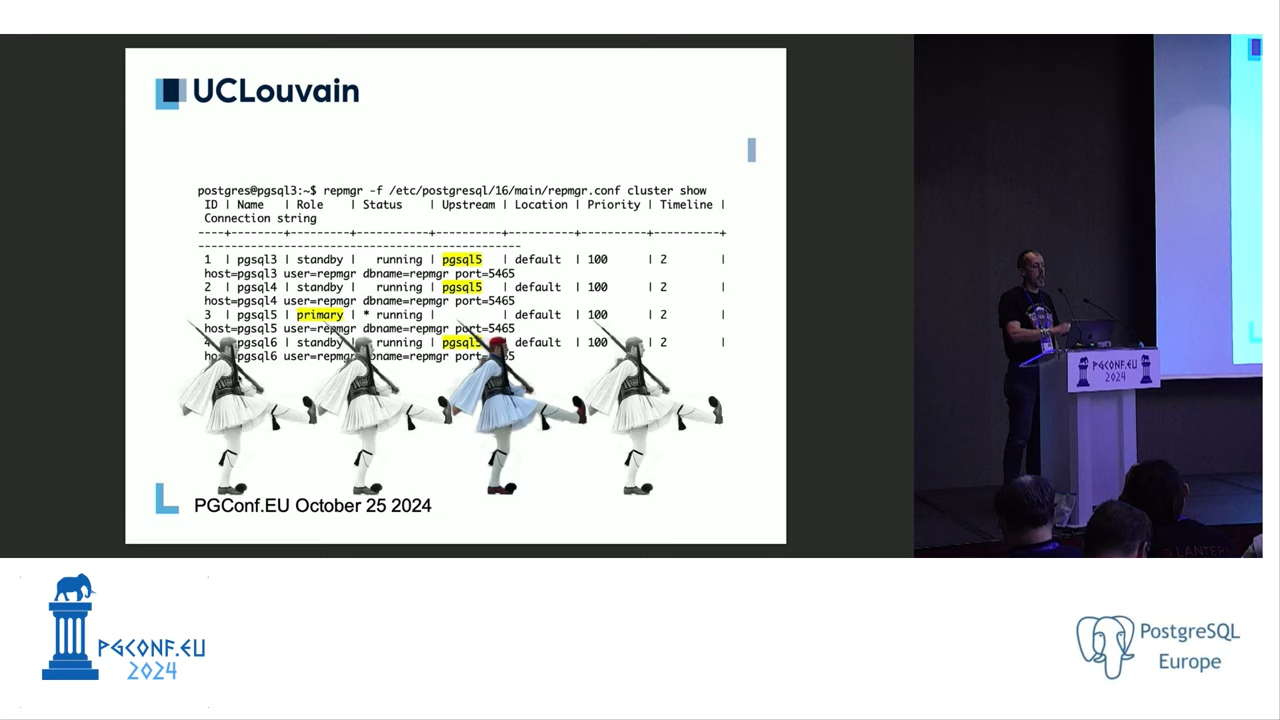 UCLouvain
postgres@pgsql3:~$ repmgr -f /etc/postgresql/16/main/repmgr.conf cluster show
ID | Name | Role | Status | Upstream | Location | Priority | Timeline |
Connection string
----+--------+---------+-----------+----------+----------+----------+----------+
-------------------------------------------------
1 | pgsql3 | standby | running | pgsql5 | default | 100 | 2 |
host=pgsql3 user=repmgr dbname=repmgr port=5465
2 | pgsql4 | standby | running | pgsql5 | default | 100 | 2 |
host=pgsql4 user=repmgr dbname=repmgr port=5465
3 | pgsql5 | primary | * running | | default | 100 | 2 |
host=pgsql5 user=repmgr dbname=repmgr port=5465
4 | pgsql6 | standby | running | pgsql5 | default | 100 | 2 |
pgsql6 user=repmgr dbname=repmgr
PGConf.EU October 25 2024
PGCONF.EU
2024
PGCONF.EU
2024
PostgreSQL
Europe